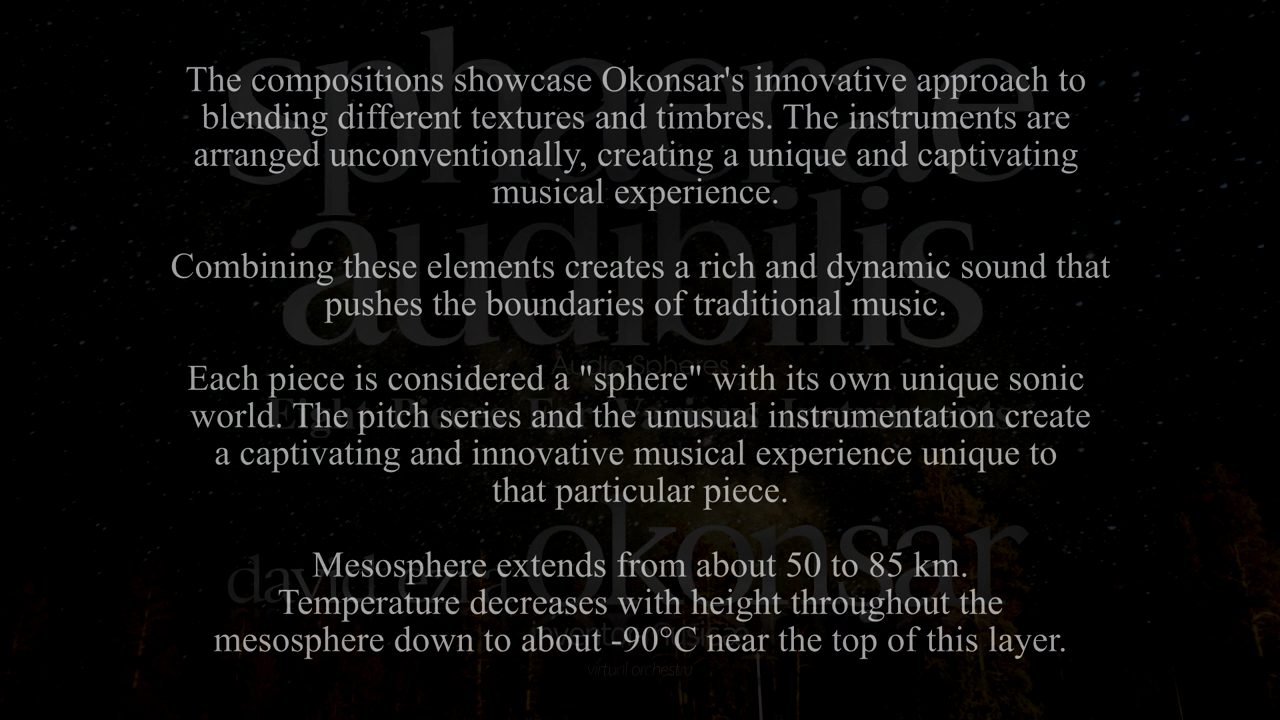 The compositions showcase Okonsar's innovative approach to
blending different textures and timbres. The instruments are
arranged unconventionally, creating a unique and captivating
musical experience.
Combining these elements creates a rich and dynamic sound that
pushes the boundaries of traditional music.
Each piece is considered a "sphere" with its own unique sonic
world. The pitch series and the unusual instrumentation create
a captivating and innovative musical experience unique to
that particular piece.
Mesosphere extends from about 50 to 85 km.
Temperature decreases with height throughout the
mesosphere down to about -90°C near the top of this layer.
sphaerae
audibilis
Audio Spheres
david
okonsar
virtual orchestra